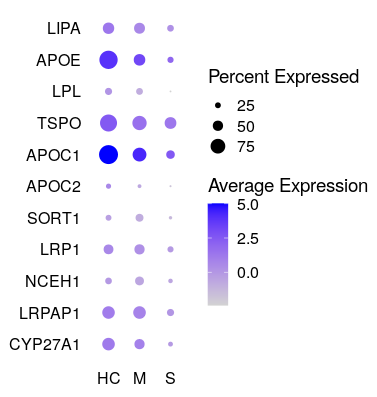 LIPA
APOE
LPL
TSPO
APOC1
APOC2
SORT1
LRP1
NCEH1
LRPAP1
CYP27A1
HC M S
Percent Expressed
25
50
75
Average Expression
5.0
2.5
0.0